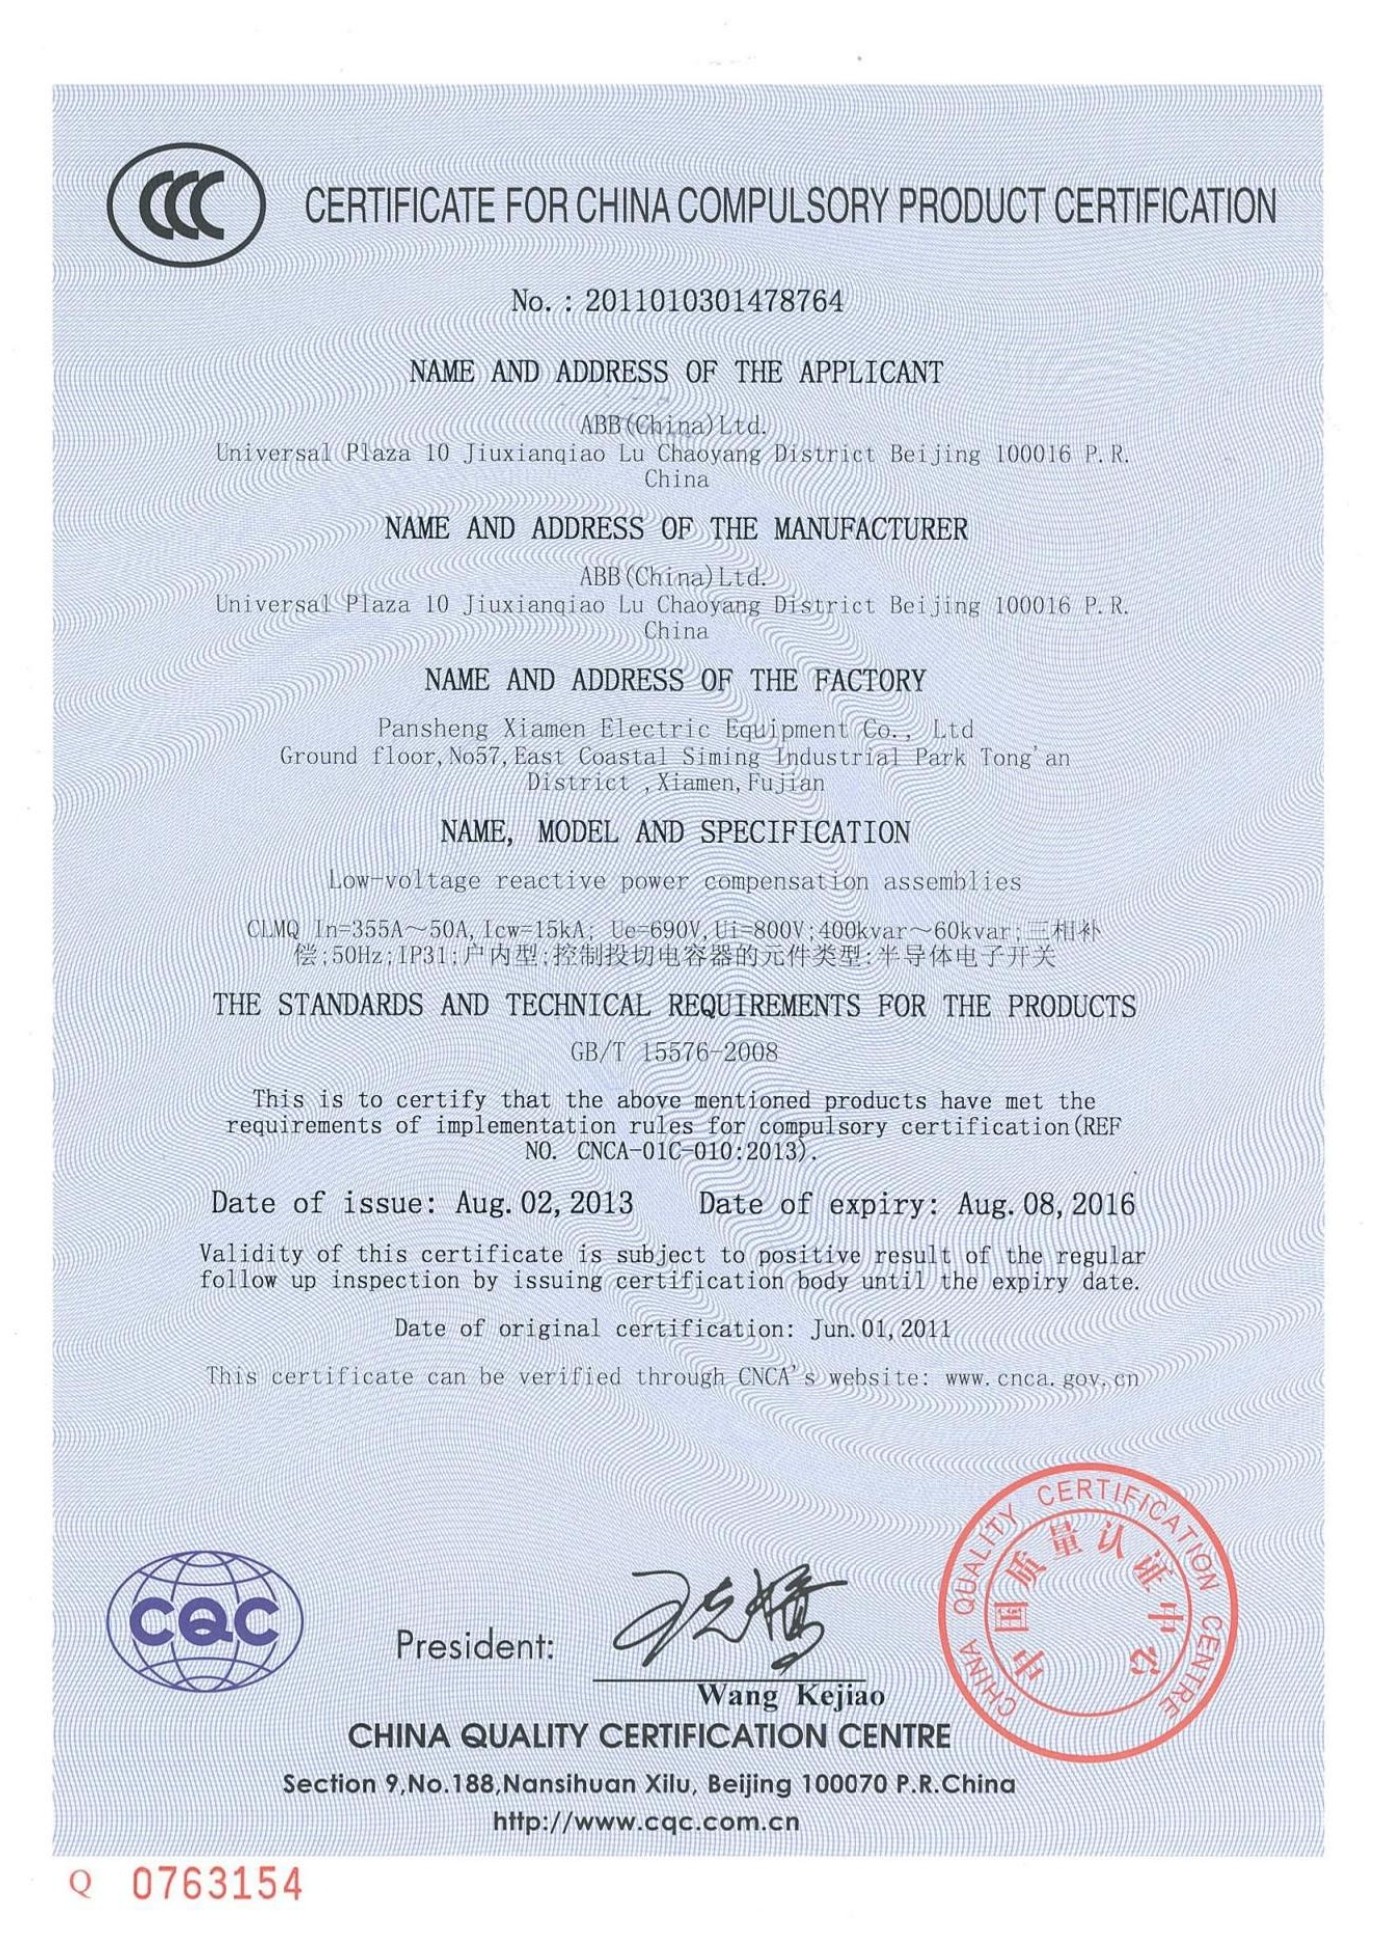 CCC CERTIFICATE FOR CHINA COMPULSORY PRODUCT CERTIFICATION
No. : 2011010301478764
NAME AND ADDRESS OF THE APPLICANT
ABB(China)Ltd.
Universal Plaza 10 Jiuxianqiao Lu Chaoyang District Beijing 100016 P.R.
China
NAME AND ADDRESS OF THE MANUFACTURER
ABB(China)Ltd.
Universal Plaza 10 Jiuxianqiao Lu Chaoyang District Beijing 100016 P.R.
China
NAME AND ADDRESS OF THE FACTORY
Pansheng Xiamen Electric Equipment Co., Ltd
Ground floor,No57,East Coastal Siming Industrial Park Tong'an
District ,Xiamen,Fujian
NAME, MODEL AND SPECIFICATION
Low-voltage reactive power compensation assemblies
CLMQ In=355A～50A,Icw=15kA; Ue=690V,Ui=800V;400kvar～60kvar;三相补
偿;50Hz;IP31;户内型;控制投切电容器的元件类型:半导体电子开关
THE STANDARDS AND TECHNICAL REQUIREMENTS FOR THE PRODUCTS
GB/T 15576-2008
This is to certify that the above mentioned products have met the
requirements of implementation rules for compulsory certification(REF
NO. CNCA-01C-010:2013).
Date of issue: Aug.02,2013 Date of expiry: Aug.08,2016
Validity of this certificate is subject to positive result of the regular
follow up inspection by issuing certification body until the expiry date.
Date of original certification: Jun.01,2011
This certificate can be verified through CNCA's website: www.cnca.gov.cn
CHINA QUALITY CERTIFICATION CENTRE
中国质量认证中心
CQC
President: 王克娇
Wang Kejiao
CHINA QUALITY CERTIFICATION CENTRE
Section 9,No.188,Nansihuan Xilu, Beijing 100070 P.R.China
http://www.cqc.com.cn
Q 0763154